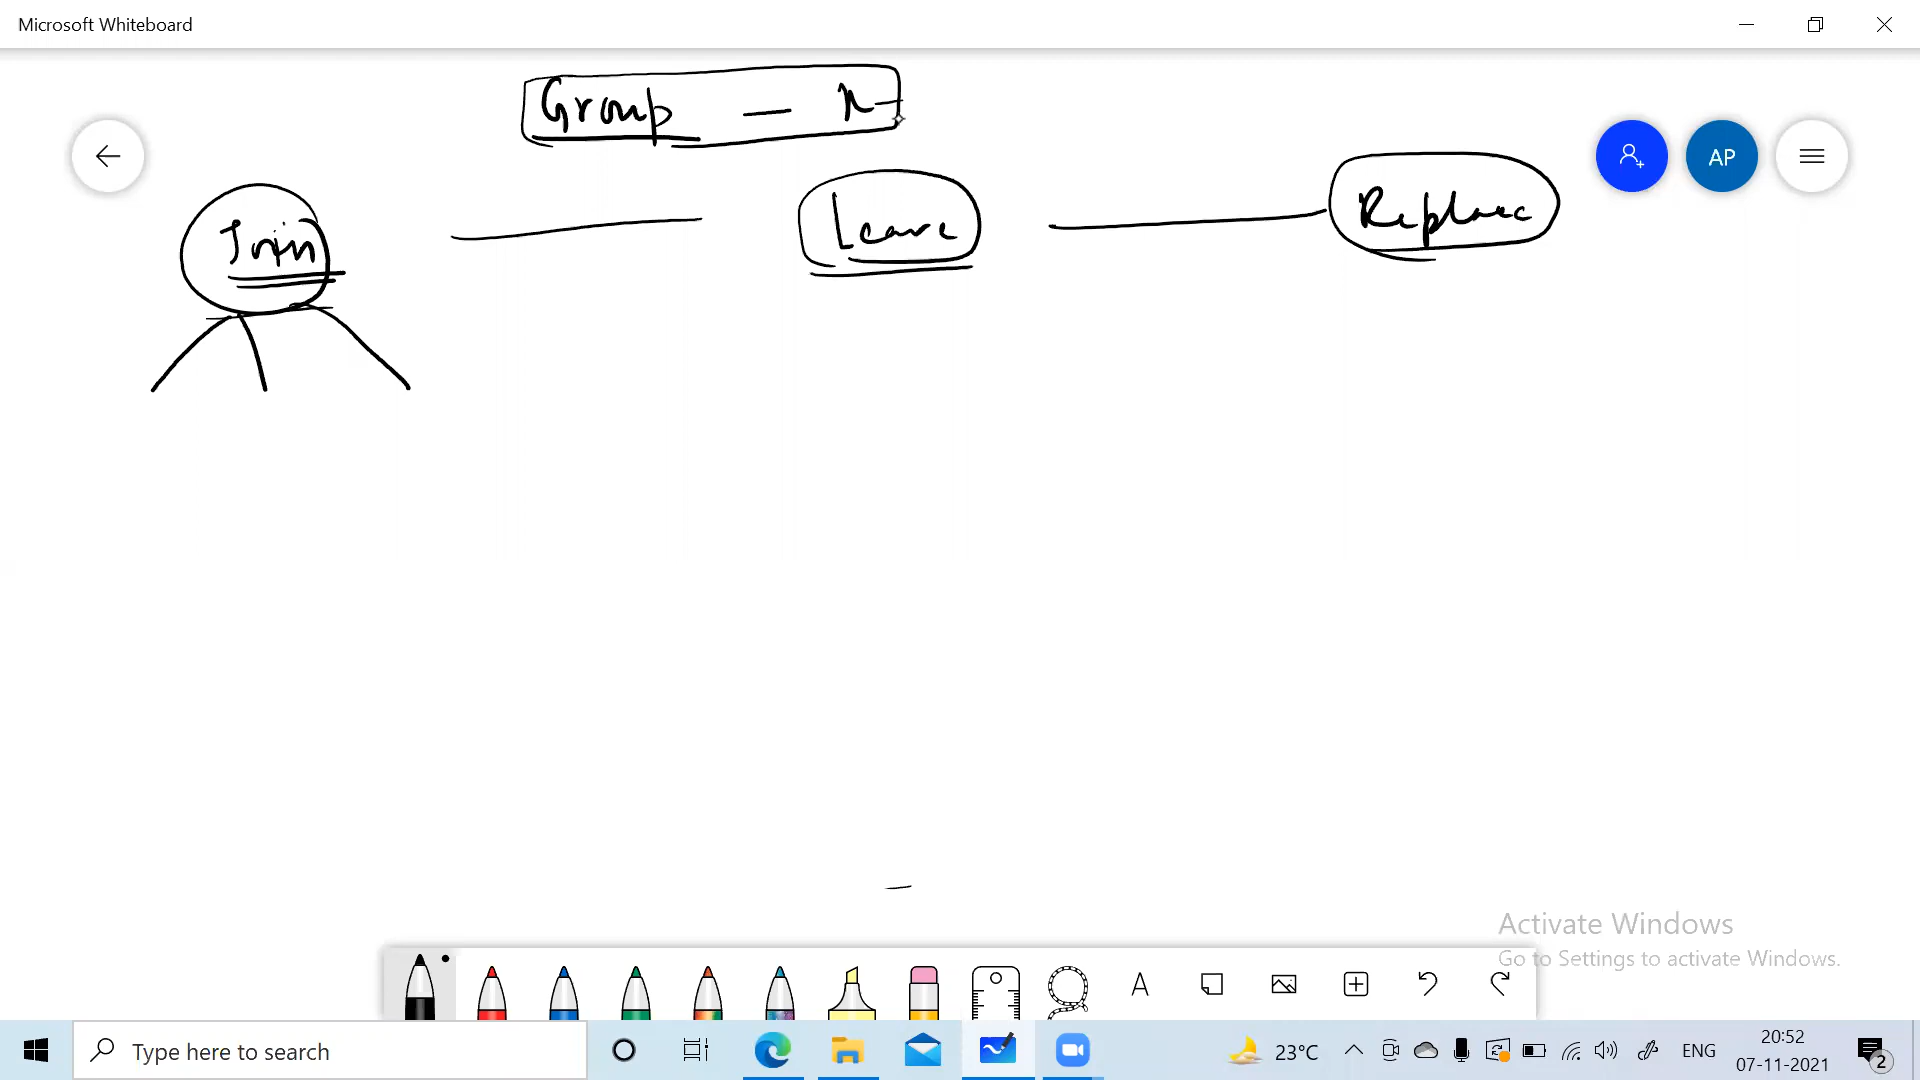 Microsoft Whiteboard
Group — x
AP
Join
Leave
Replace
Activate Windows
Go to Settings to activate Windows.
A
Type here to search
23°C
ENG
20:52
07-11-2021
2